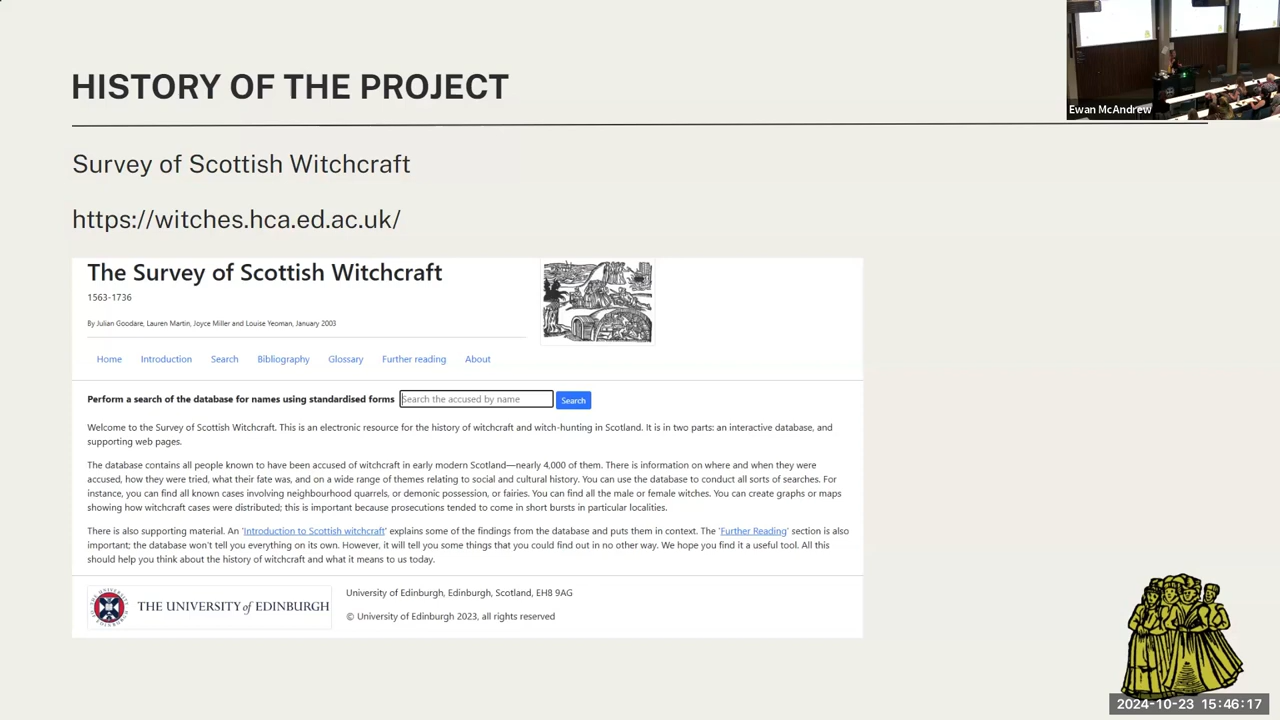 HISTORY OF THE PROJECT
Ewan McAndrew
Survey of Scottish Witchcraft
https://witches.hca.ed.ac.uk/
The Survey of Scottish Witchcraft
1563-1736
By Julian Goodare, Lauren Martin, Joyce Miller and Louise Yeoman, January 2003
Home Introduction Search Bibliography Glossary Further reading About
Perform a search of the database for names using standardised forms Search the accused by name Search
Welcome to the Survey of Scottish Witchcraft. This is an electronic resource for the history of witchcraft and witch-hunting in Scotland. It is in two parts: an interactive database, and
supporting web pages.
The database contains all people known to have been accused of witchcraft in early modern Scotland—nearly 4,000 of them. There is information on where and when they were
accused, how they were tried, what their fate was, and on a wide range of themes relating to social and cultural history. You can use the database to conduct all sorts of searches. For
instance, you can find all known cases involving neighbourhood quarrels, or demonic possession, or fairies. You can find all the male or female witches. You can create graphs or maps
showing how witchcraft cases were distributed; this is important because prosecutions tended to come in short bursts in particular localities.
There is also supporting material. An 'Introduction to Scottish witchcraft' explains some of the findings from the database and puts them in context. The 'Further Reading' section is also
important; the database won't tell you everything on its own. However, it will tell you some things that you could find out in no other way. We hope you find it a useful tool. All this
should help you think about the history of witchcraft and what it means to us today.
THE UNIVERSITY of EDINBURGH
University of Edinburgh, Edinburgh, Scotland, EH8 9AG
© University of Edinburgh 2023, all rights reserved
2024-10-23 15:46:17